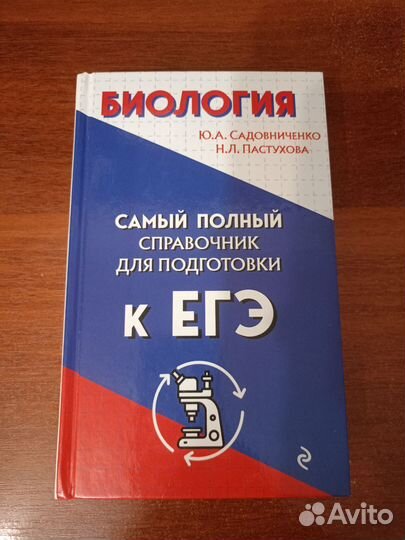 БИОЛОГИЯ
Ю.А. САДОВНИЧЕНКО
Н.Л. ПАСТУХОВА
САМЫЙ ПОЛНЫЙ
СПРАВОЧНИК
ДЛЯ ПОДГОТОВКИ
К ЕГЭ
Avito